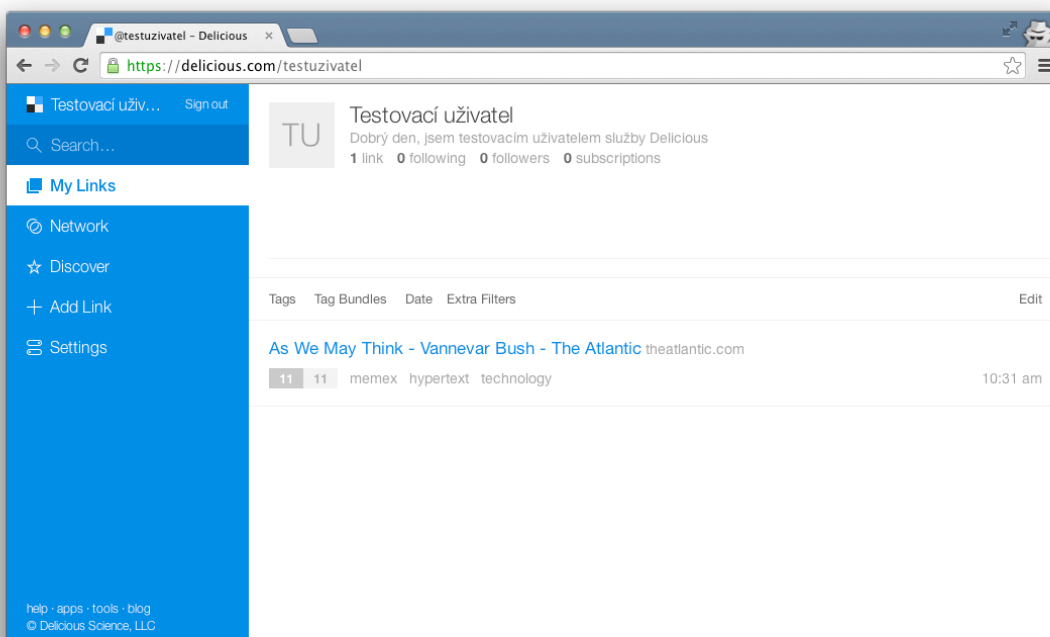 @testuzivatel – Delicious
https://delicious.com/testuzivatel
Testovací uživ... Sign out
Search...
My Links
Network
Discover
Add Link
Settings
help · apps · tools · blog
© Delicious Science, LLC
TU
Testovací uživatel
Dobrý den, jsem testovacím uživatelem služby Delicious
1 link 0 following 0 followers 0 subscriptions
Tags Tag Bundles Date Extra Filters Edit
As We May Think - Vannevar Bush - The Atlantic theatlantic.com
11 11 memex hypertext technology 10:31 am